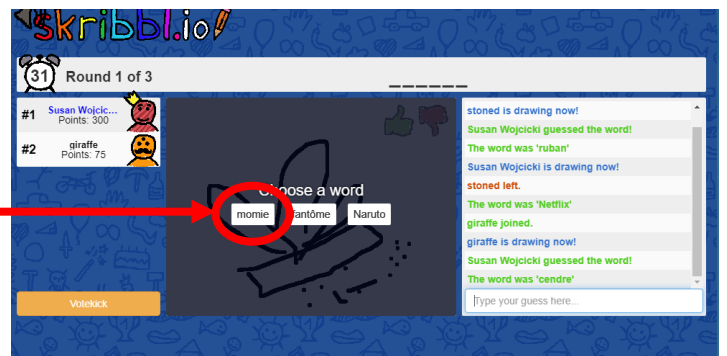 skribbl.io
31 Round 1 of 3 ______
#1 Susan Wojcic...
Points: 300
#2 giraffe
Points: 75
Votekick
Choose a word
momie fantôme Naruto
stoned is drawing now!
Susan Wojcicki guessed the word!
The word was 'ruban'
Susan Wojcicki is drawing now!
stoned left.
The word was 'Netflix'
giraffe joined.
giraffe is drawing now!
Susan Wojcicki guessed the word!
The word was 'cendre'
Type your guess here...